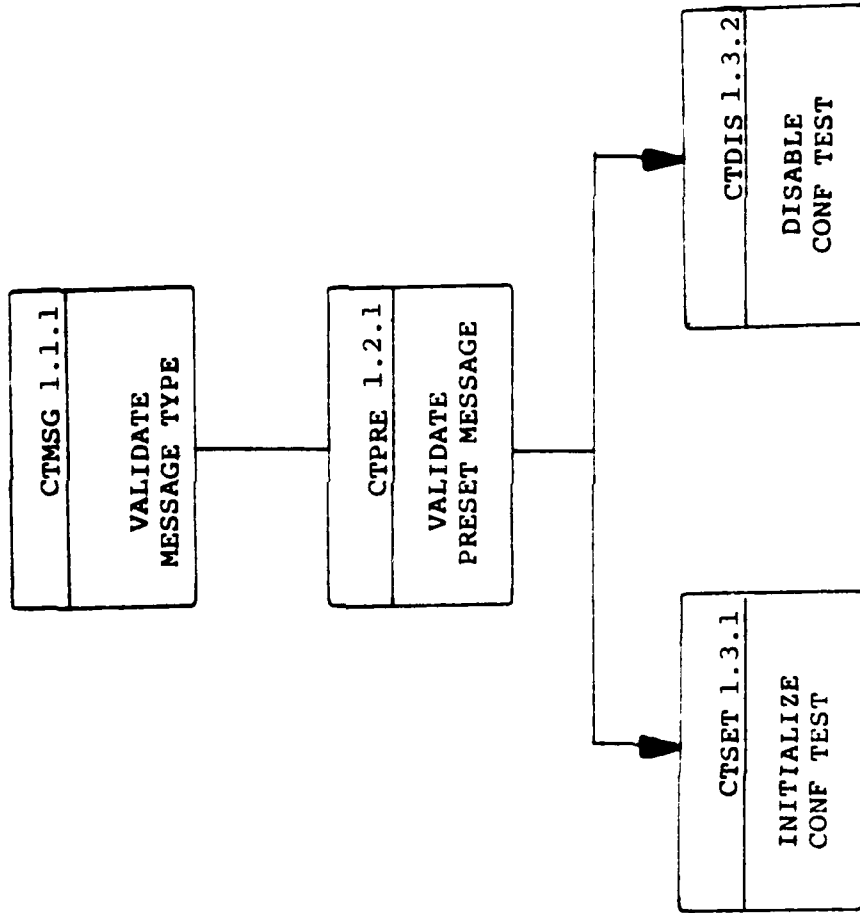 CTMSG 1.1.1
VALIDATE
MESSAGE TYPE
CTPRE 1.2.1
VALIDATE
PRESET MESSAGE
CTSET 1.3.1
INITIALIZE
CONF TEST
CTDIS 1.3.2
DISABLE
CONF TEST